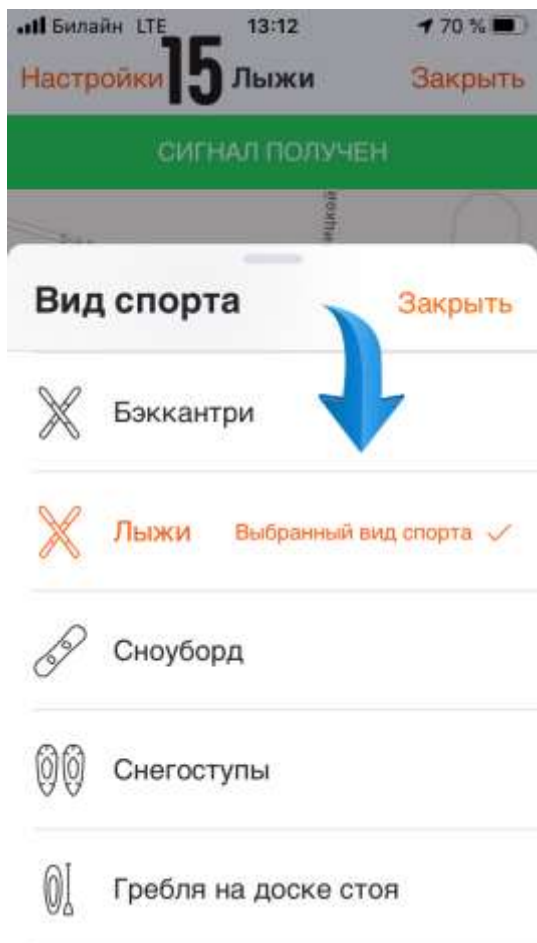 Билайн LTE 13:12 70 %
Настройки 15 Лыжи Закрыть
СИГНАЛ ПОЛУЧЕН
Вид спорта Закрыть
Бэккантри
Лыжи Выбранный вид спорта
Сноуборд
Снегоступы
Гребля на доске стоя